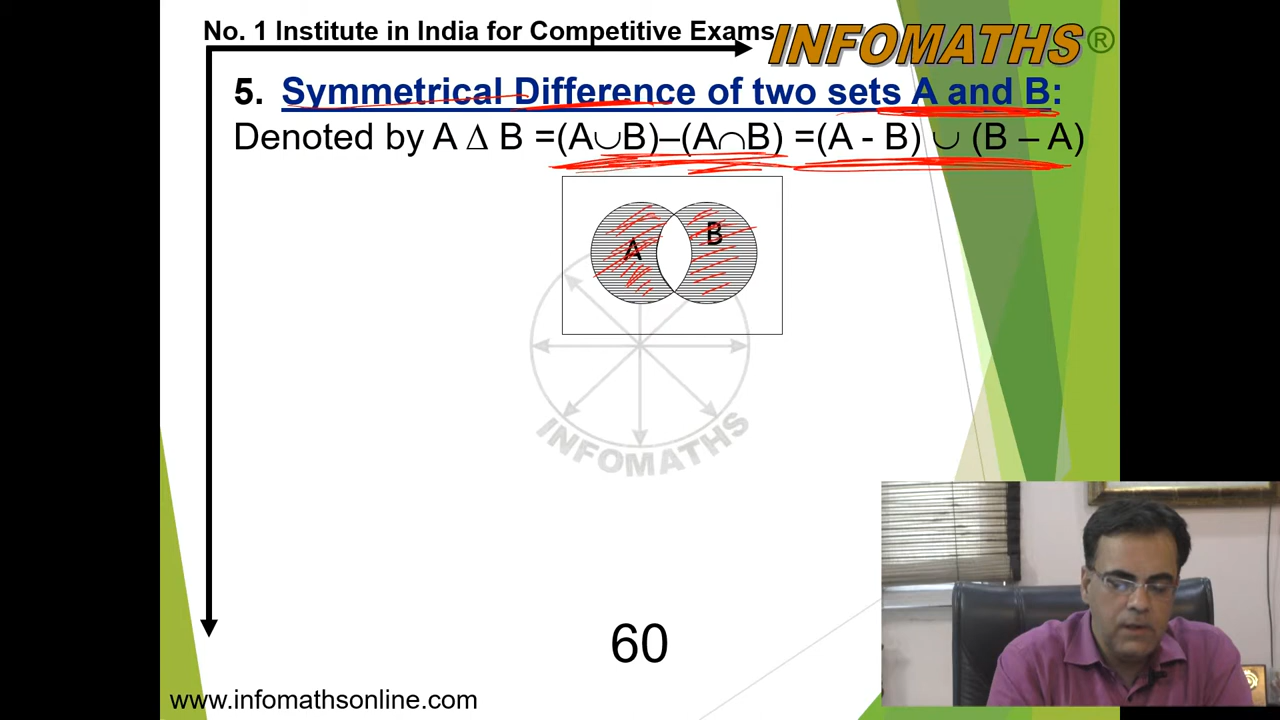 No. 1 Institute in India for Competitive Exams
INFOMATHS®
5. Symmetrical Difference of two sets A and B:
Denoted by A Δ B =(A∪B)–(A∩B) =(A - B) ∪ (B – A)
A B
INFOMATHS
60
www.infomathsonline.com